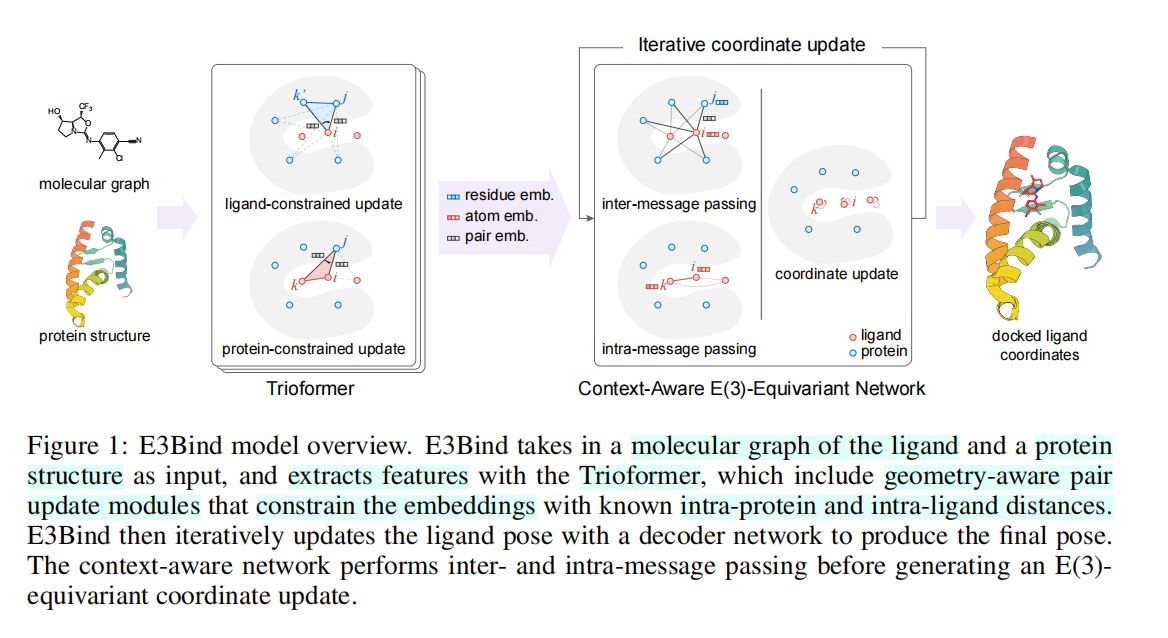 Iterative coordinate update
HO
CF3
O
N
N
N
Cl
molecular graph
protein structure
k'
j
i
ligand-constrained update
j
k
i
protein-constrained update
Trioformer
residue emb.
atom emb.
pair emb.
j
i
inter-message passing
i
k
intra-message passing
k
i
coordinate update
ligand
protein
Context-Aware E(3)-Equivariant Network
docked ligand
coordinates
Figure 1: E3Bind model overview. E3Bind takes in a molecular graph of the ligand and a protein
structure as input, and extracts features with the Trioformer, which include geometry-aware pair
update modules that constrain the embeddings with known intra-protein and intra-ligand distances.
E3Bind then iteratively updates the ligand pose with a decoder network to produce the final pose.
The context-aware network performs inter- and intra-message passing before generating an E(3)-
equivariant coordinate update.